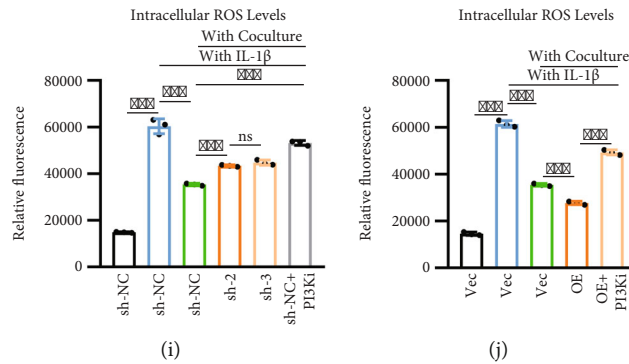 Intracellular ROS Levels
With Coculture
With IL-1β
ns
Relative fluorescence
80000
60000
40000
20000
0
sh-NC
sh-NC
sh-NC
sh-2
sh-3
sh-NC+
PI3Ki
(i)
Intracellular ROS Levels
With Coculture
With IL-1β
Relative fluorescence
80000
60000
40000
20000
0
Vec
Vec
Vec
OE
OE+
PI3Ki
(j)